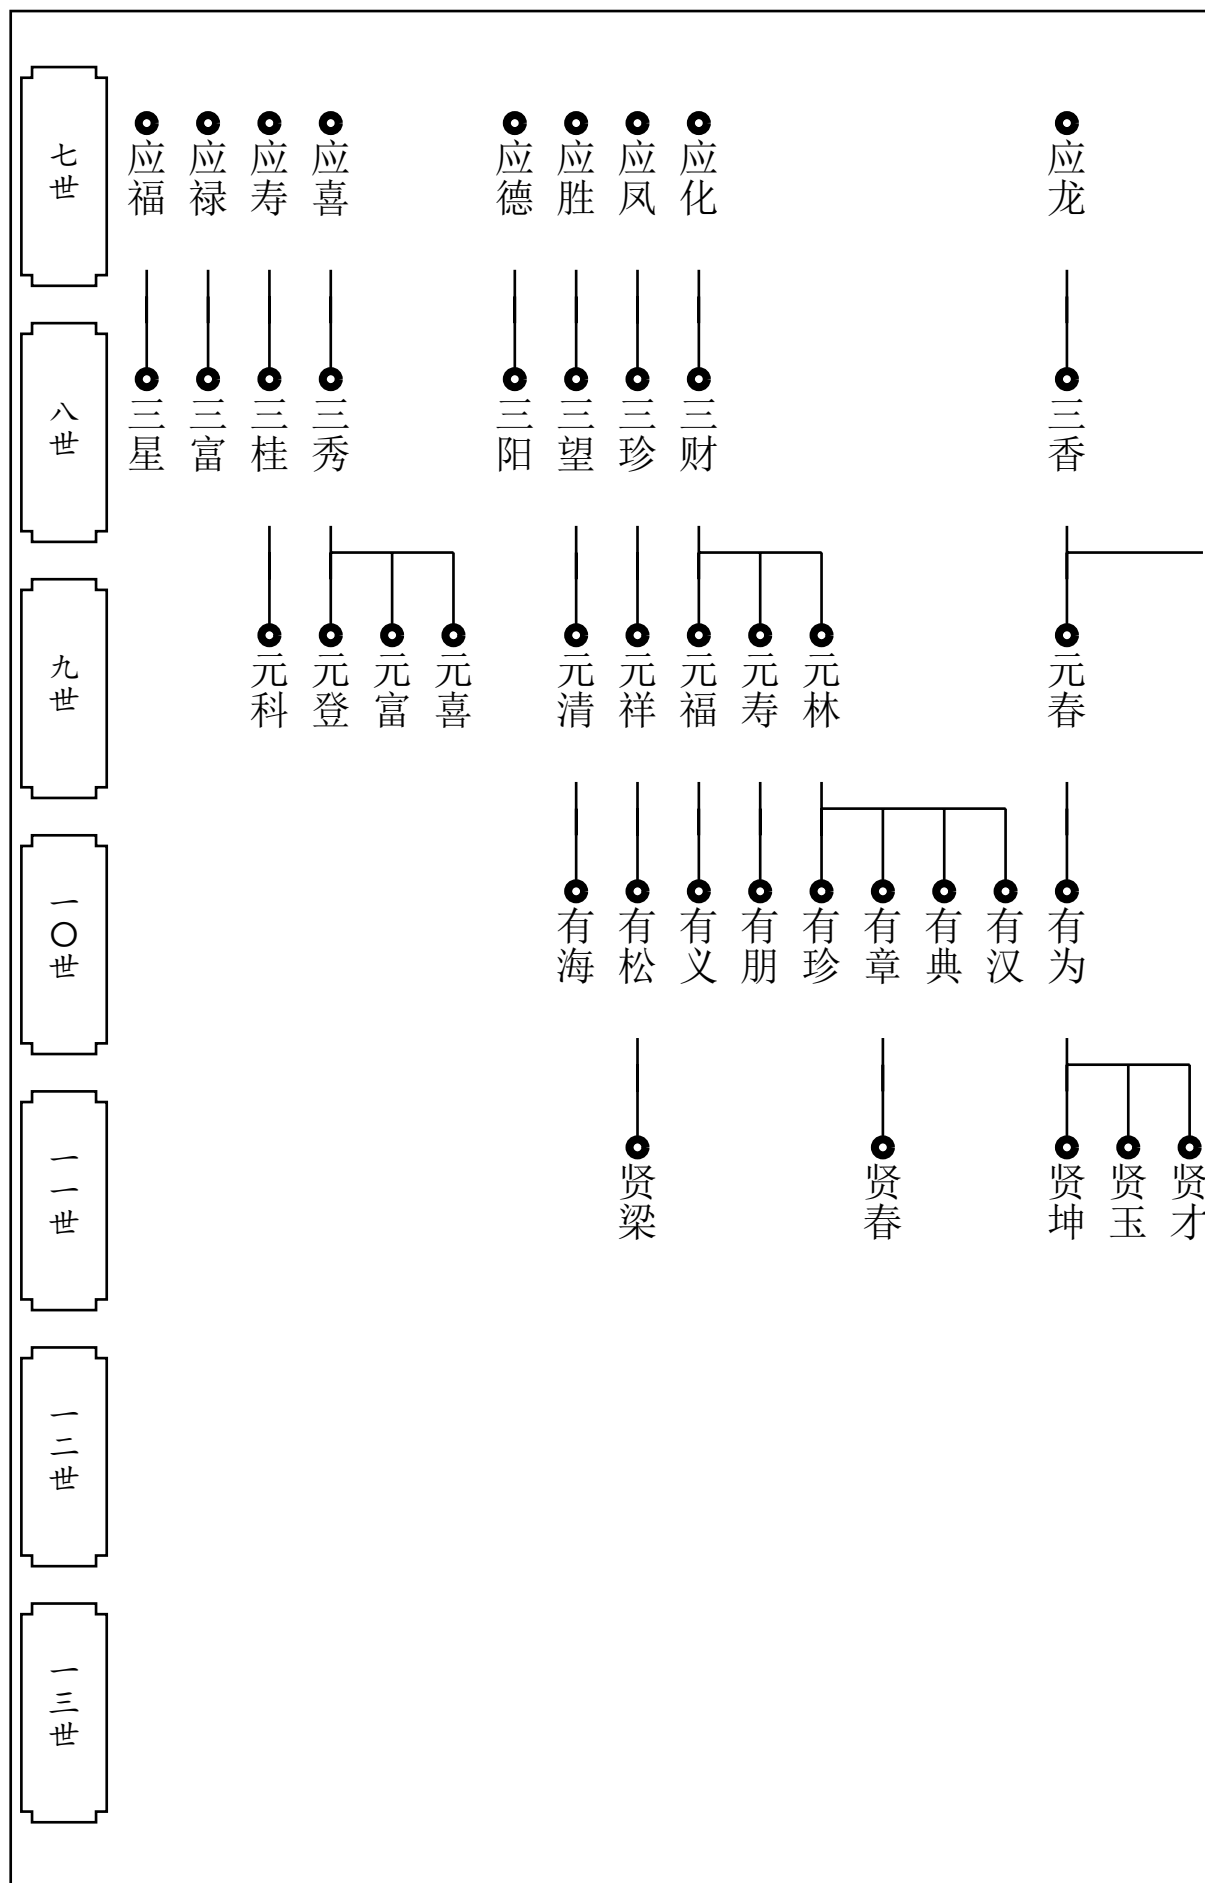 七世
应福
应禄
应寿
应喜
应德
应胜
应凤
应化
应龙
八世
三星
三富
三桂
三秀
三阳
三望
三珍
三财
三香
九世
元科
元登
元富
元喜
元清
元祥
元福
元寿
元林
元春
一〇世
有海
有松
有义
有朋
有珍
有章
有典
有汉
有为
一一世
贤梁
贤春
贤坤
贤玉
贤才
一二世
一三世